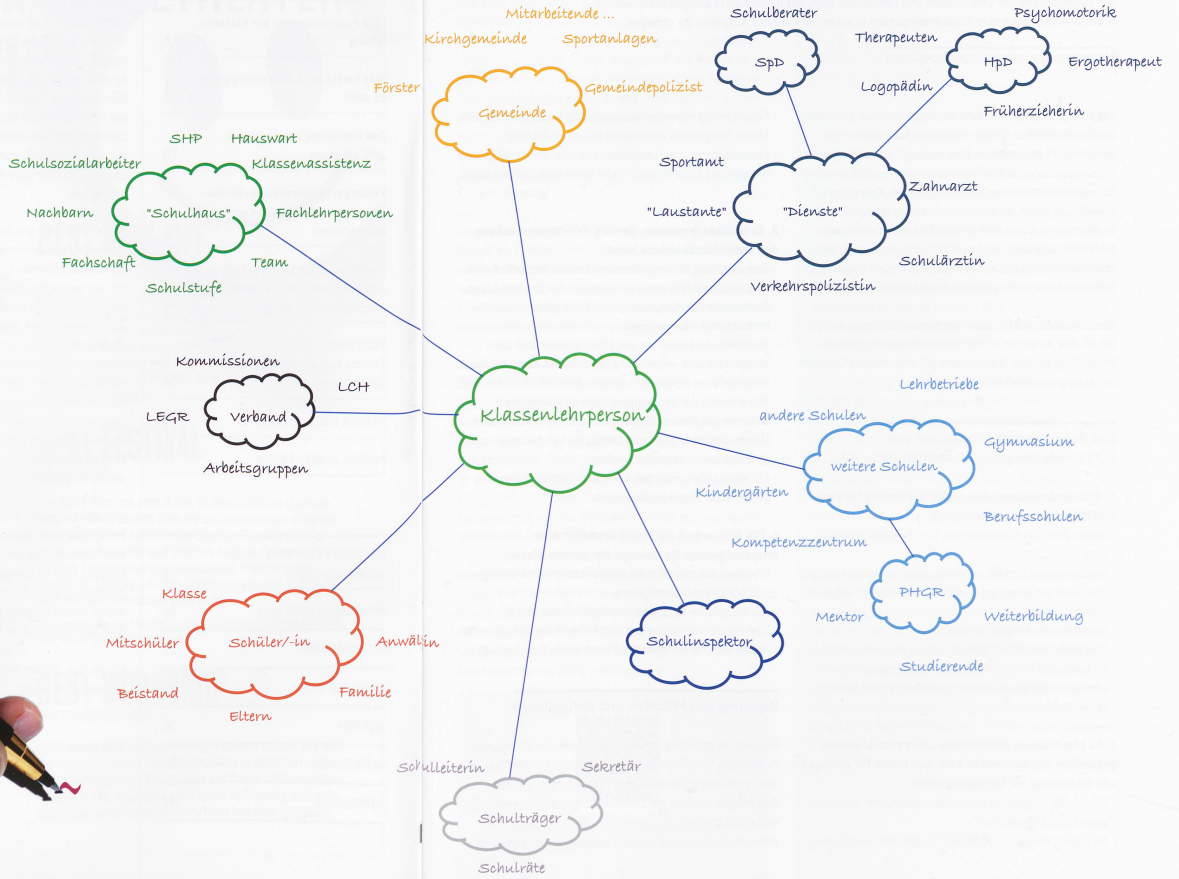 Mitarbeitende ...
Kirchgemeinde
Sportanlagen
Förster
Gemeindepolizist
Gemeinde
Schulberater
SpD
Psychomotorik
Therapeuten
HpD
Ergotherapeut
Logopädin
Früherzieherin
SHP
Hauswart
Schulsozialarbeiter
Klassenassistenz
Nachbarn
"Schulhaus"
Fachlehrpersonen
Fachschaft
Team
Schulstufe
Sportamt
Zahnarzt
"Laustante"
"Dienste"
Schulärztin
Verkehrspolizistin
Kommissionen
LCH
LEGR
Verband
Arbeitsgruppen
Klassenlehrperson
Lehrbetriebe
andere Schulen
Gymnasium
weitere Schulen
Kindergärten
Berufsschulen
Kompetenzzentrum
PHGR
Mentor
Weiterbildung
Studierende
Klasse
Mitschüler
Schüler/-in
Anwälin
Beistand
Familie
Eltern
Schulinspektor
Schulleiterin
Sekretär
Schulträger
Schulräte